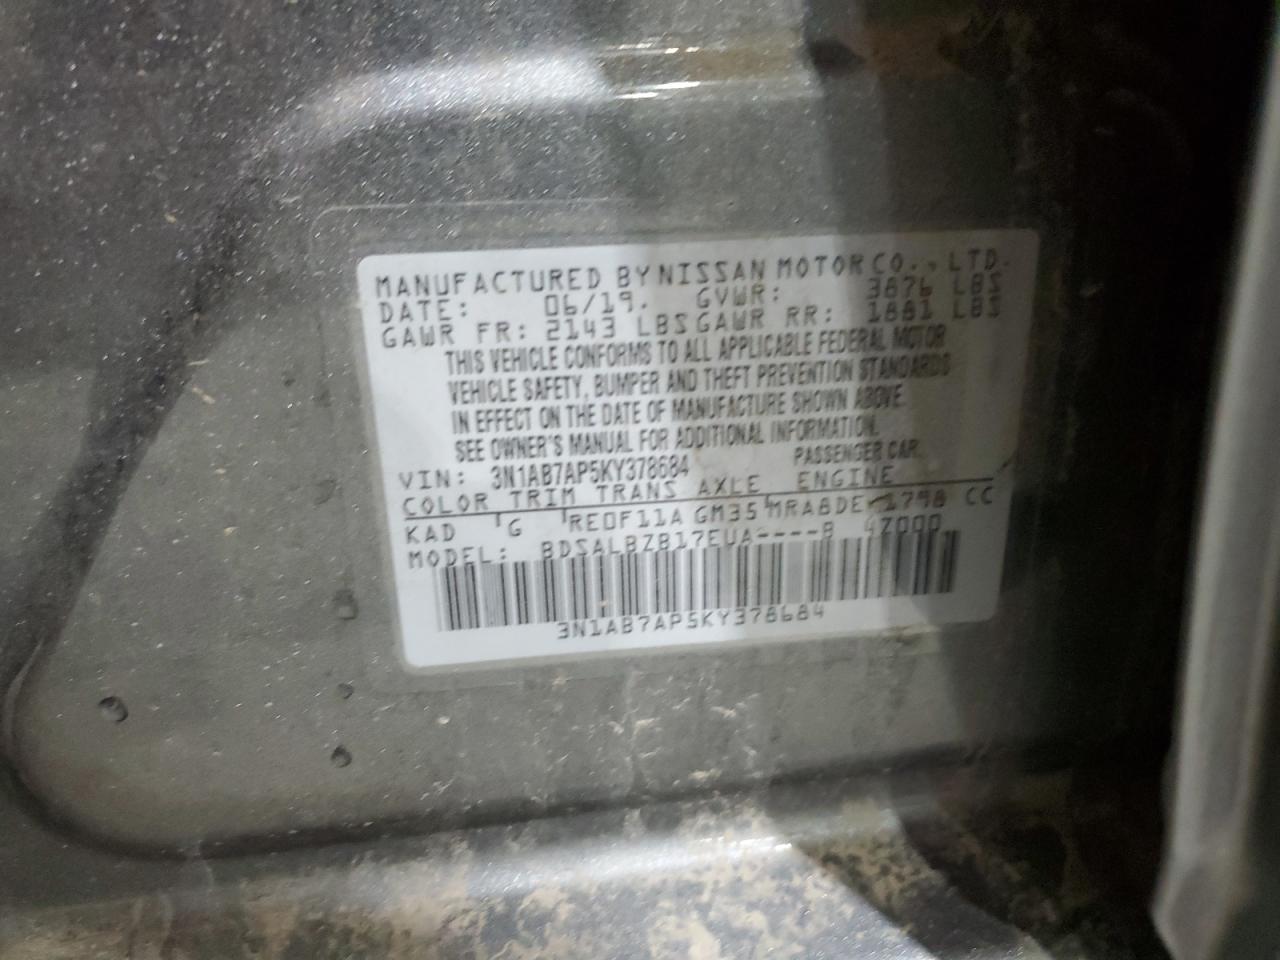 MANUFACTURED BY NISSAN MOTOR CO., LTD.
DATE: 06/19. GVWR: 3876 LBS
GAWR FR: 2143 LBS GAWR RR: 1881 LBS
THIS VEHICLE CONFORMS TO ALL APPLICABLE FEDERAL MOTOR
VEHICLE SAFETY, BUMPER AND THEFT PREVENTION STANDARDS
IN EFFECT ON THE DATE OF MANUFACTURE SHOWN ABOVE.
SEE OWNER'S MANUAL FOR ADDITIONAL INFORMATION.
VIN: 3N1AB7AP5KY378684 PASSENGER CAR
COLOR TRIM TRANS AXLE ENGINE
KAD G RE0F11A GM35 MRA8DE 1798 CC
MODEL: BDSALBZB17EUA----B 4Z000
3N1AB7AP5KY378684